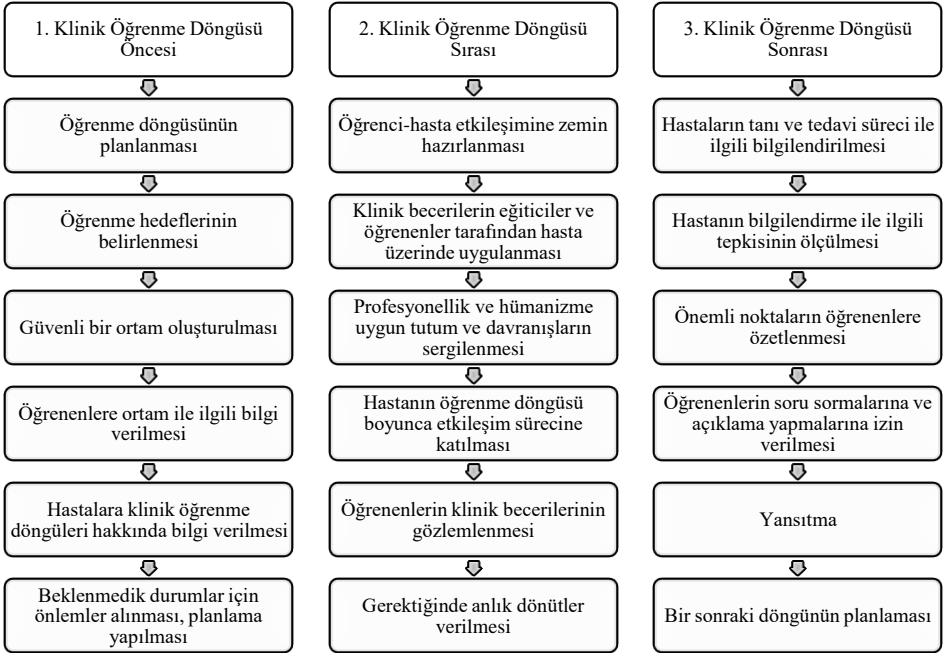 1. Klinik Öğrenme Döngüsü
Öncesi
Öğrenme döngüsünün
planlanması
Öğrenme hedeflerinin
belirlenmesi
Güvenli bir ortam oluşturulması
Öğrenenlere ortam ile ilgili bilgi
verilmesi
Hastalara klinik öğrenme
döngüleri hakkında bilgi verilmesi
Beklenmedik durumlar için
önlemler alınması, planlama
yapılması
2. Klinik Öğrenme Döngüsü
Sırası
Öğrenci-hasta etkileşimine zemin
hazırlanması
Klinik becerilerin eğiticiler ve
öğrenenler tarafından hasta
üzerinde uygulanması
Profesyonellik ve hümanizme
uygun tutum ve davranışların
sergilenmesi
Hastanın öğrenme döngüsü
boyunca etkileşim sürecine
katılması
Öğrenenlerin klinik becerilerinin
gözlemlenmesi
Gerektiğinde anlık dönütler
verilmesi
3. Klinik Öğrenme Döngüsü
Sonrası
Hastaların tanı ve tedavi süreci ile
ilgili bilgilendirilmesi
Hastanın bilgilendirme ile ilgili
tepkisinin ölçülmesi
Önemli noktaların öğrenenlere
özetlenmesi
Öğrenenlerin soru sormalarına ve
açıklama yapmalarına izin
verilmesi
Yansıtma
Bir sonraki döngünün planlaması